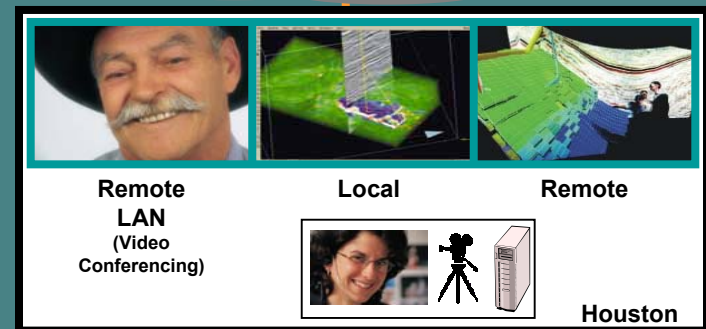 Remote
LAN
(Video
Conferencing)
Local
Remote
Houston